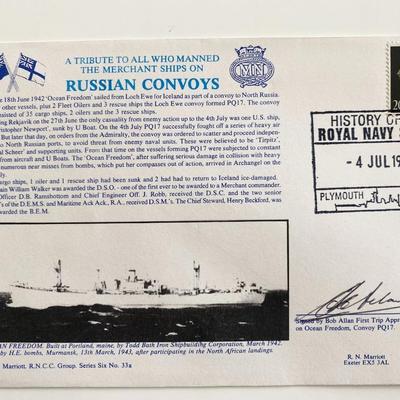 A TRIBUTE TO ALL WHO MANNED
THE MERCHANT SHIPS ON
RUSSIAN CONVOYS
MN
20
e 18th June 1942 'Ocean Freedom' sailed from Loch Ewe for Iceland as part of a convoy to North Russia.
other vessels, plus 2 Fleet Oilers and 3 rescue ships the Loch Ewe convoy formed PQ17. The convoy
onsisted of 35 cargo ships, 2 oilers and the 3 rescue ships.
ing Rekjavik on the 27th June, the only casualty from enemy action up to the 4th July was one U.S. ship,
ristopher Newport', sunk by U Boat. On the 4th July PQ17 successfully fought off a series of heavy air
But later that day, on orders from the Admiralty, the convoy was ordered to scatter and proceed indepen-
to North Russian ports, to avoid threat from enemy naval units. These were believed to be 'Tirpitz',
l Scheer' and supporting units. From that time on the vessels forming PQ17 were subjected to constant
from aircraft and U Boats. The 'Ocean Freedom', after suffering serious damage in collision with heavy
numerous near misses from bombs, which put her compasses out of action, arrived in Archangel on the
rgo ships, 1 oiler and 1 rescue ship had been sunk and 2 had had to return to Iceland ice-damaged.
ain William Walker was awarded the D.S.O. - one of the first ever to be awarded to a Merchant commander.
Officer D.B. Ramsbottom and Chief Engineer Off. J. Robb, received the D.S.C. and the two senior
's of the D.E.M.S. and Maritime Ack Ack., R.A., received D.S.M's. The Chief Steward, Henry Beckford, was
warded the B.E.M.
HISTORY OF
ROYAL NAVY S
- 4 JUL 1
PLYMOUTH
Signed by Bob Allan First Trip Appr
on Ocean Freedom, Convoy PQ17.
AN FREEDOM. Built at Portland, maine, by Todd Bath Iron Shipbuilding Corporation, March 1942.
by H.E. bombs, Murmansk, 13th March, 1943, after participating in the North African landings.
Marriott. R.N.C.C. Group. Series Six No. 33a
R. N. Marriott
Exeter EX5 3AL